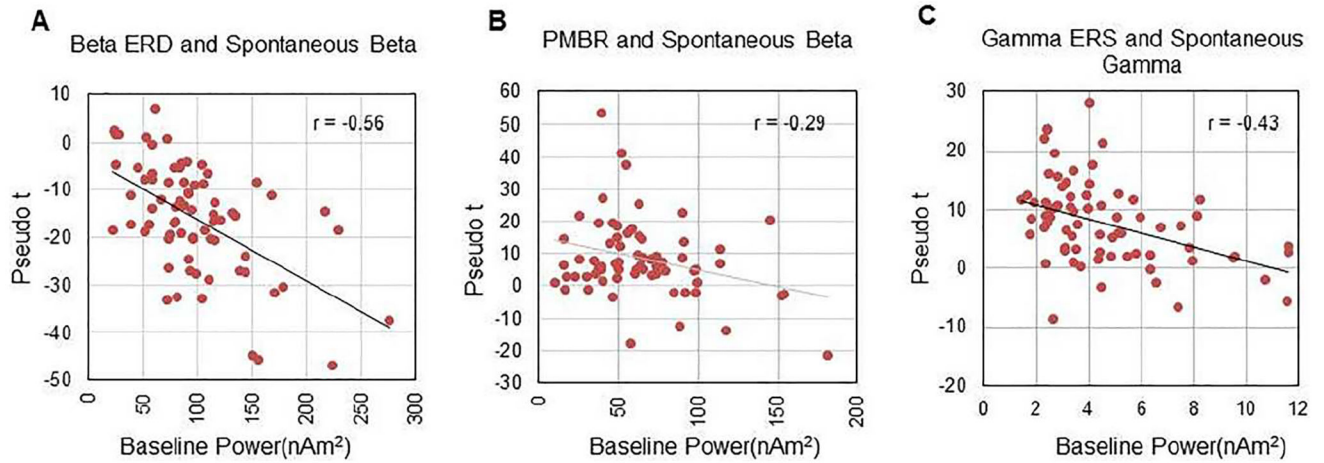 A
Beta ERD and Spontaneous Beta
r = -0.56
Pseudo t
10
0
-10
-20
-30
-40
-50
0
50
100
150
200
250
300
Baseline Power(nAm²)
B
PMBR and Spontaneous Beta
r = -0.29
Pseudo t
60
50
40
30
20
10
0
-10
-20
-30
0
50
100
150
200
Baseline Power(nAm²)
C
Gamma ERS and Spontaneous
Gamma
r = -0.43
Pseudo t
30
20
10
0
-10
-20
0
2
4
6
8
10
12
Baseline Power(nAm²)